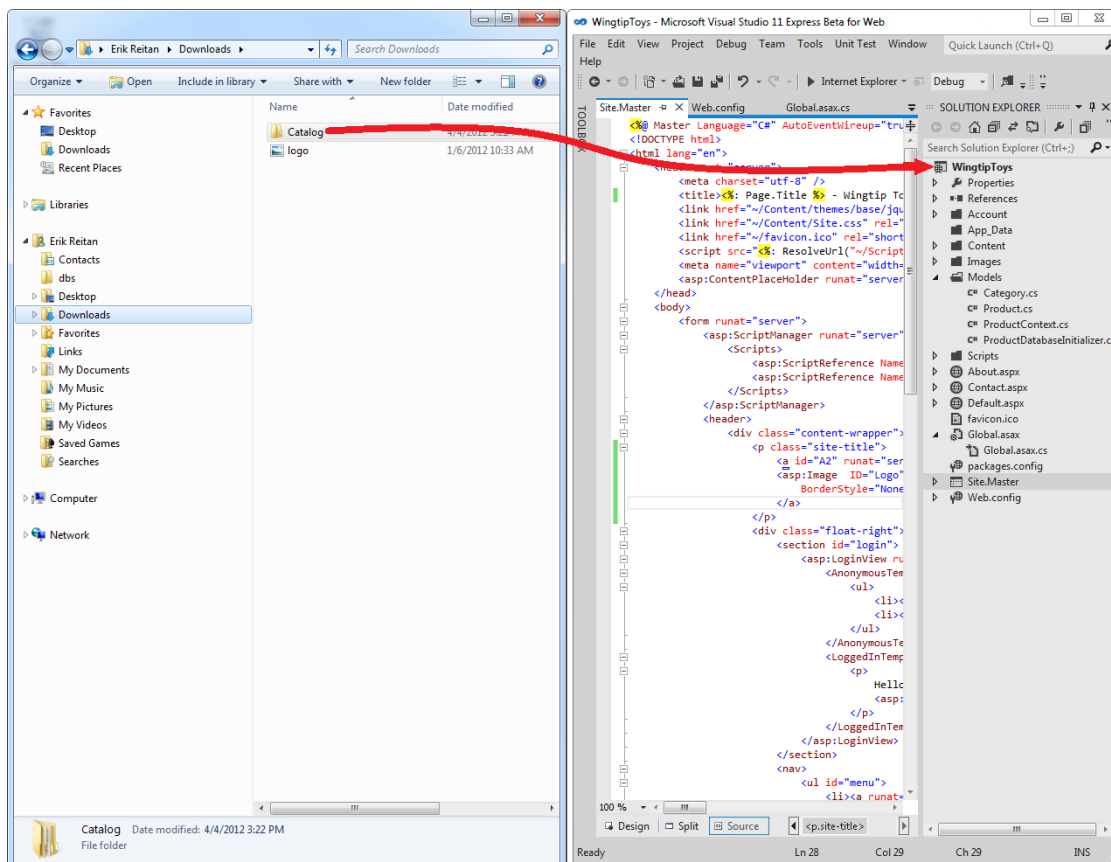 Erik Reitan ▸ Downloads ▸
Search Downloads
Organize
Open
Include in library
Share with
New folder
Favorites
Desktop
Downloads
Recent Places
Libraries
Erik Reitan
Contacts
dbs
Desktop
Downloads
Favorites
Links
My Documents
My Music
My Pictures
My Videos
Saved Games
Searches
Computer
Network
Name Date modified
Catalog
logo 1/6/2012 10:33 AM
Catalog Date modified: 4/4/2012 3:22 PM
File folder
WingtipToys - Microsoft Visual Studio 11 Express Beta for Web
File Edit View Project Debug Team Tools Unit Test Window Quick Launch (Ctrl+Q)
Help
Internet Explorer Debug
TOOLBOX
Site.Master Web.config Global.asax.cs
<%@ Master Language="C#" AutoEventWireup="tru
<!DOCTYPE html>
<html lang="en">
<meta charset="utf-8" />
<title><%: Page.Title %> - Wingtip To
<link href="~/Content/themes/base/jqu
<link href="~/Content/Site.css" rel="
<link href="~/favicon.ico" rel="short
<script src="<%: ResolveUrl("~/Script
<meta name="viewport" content="width=
<asp:ContentPlaceHolder runat="server
</head>
<body>
<form runat="server">
<asp:ScriptManager runat="server"
<Scripts>
<asp:ScriptReference Name
<asp:ScriptReference Name
</Scripts>
</asp:ScriptManager>
<header>
<div class="content-wrapper">
<p class="site-title">
<a id="A2" runat="ser
<asp:Image ID="Logo"
BorderStyle="None
</a>
</p>
<div class="float-right">
<section id="login">
<asp:LoginView ru
<AnonymousTem
<ul>
<li><
<li><
</ul>
</AnonymousTe
<LoggedInTemp
<p>
Hello
<asp:
</p>
</LoggedInTem
</asp:LoginView>
</section>
<nav>
<ul id="menu">
<li><a runat=
100 %
Design Split Source <p.site-title>
SOLUTION EXPLORER
Search Solution Explorer (Ctrl+;)
WingtipToys
Properties
References
Account
App_Data
Content
Images
Models
C# Category.cs
C# Product.cs
C# ProductContext.cs
C# ProductDatabaseInitializer.c
Scripts
About.aspx
Contact.aspx
Default.aspx
favicon.ico
Global.asax
Global.asax.cs
packages.config
Site.Master
Web.config
Ready Ln 28 Col 29 Ch 29 INS